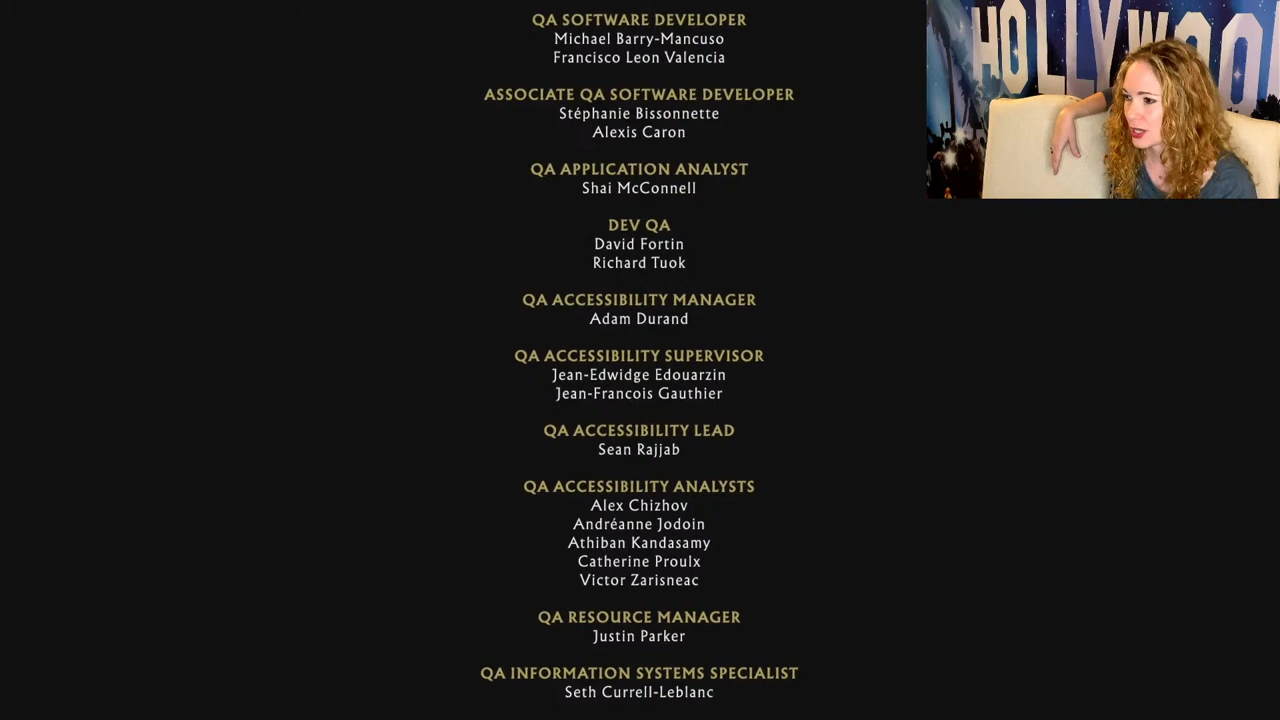 QA SOFTWARE DEVELOPER
Michael Barry-Mancuso
Francisco Leon Valencia
ASSOCIATE QA SOFTWARE DEVELOPER
Stéphanie Bissonnette
Alexis Caron
QA APPLICATION ANALYST
Shai McConnell
DEV QA
David Fortin
Richard Tuok
QA ACCESSIBILITY MANAGER
Adam Durand
QA ACCESSIBILITY SUPERVISOR
Jean-Edwidge Edouarzin
Jean-Francois Gauthier
QA ACCESSIBILITY LEAD
Sean Rajjab
QA ACCESSIBILITY ANALYSTS
Alex Chizhov
Andréanne Jodoin
Athiban Kandasamy
Catherine Proulx
Victor Zarisneac
QA RESOURCE MANAGER
Justin Parker
QA INFORMATION SYSTEMS SPECIALIST
Seth Currell-Leblanc
HOLLYWOO